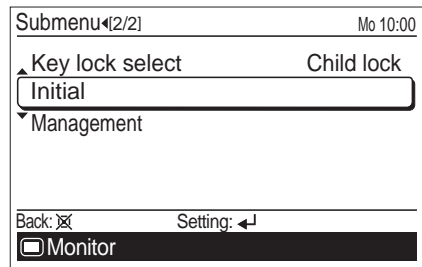 Submenu◀[2/2] Mo 10:00
Key lock select Child lock
Initial
Management
Back: Setting:
Monitor